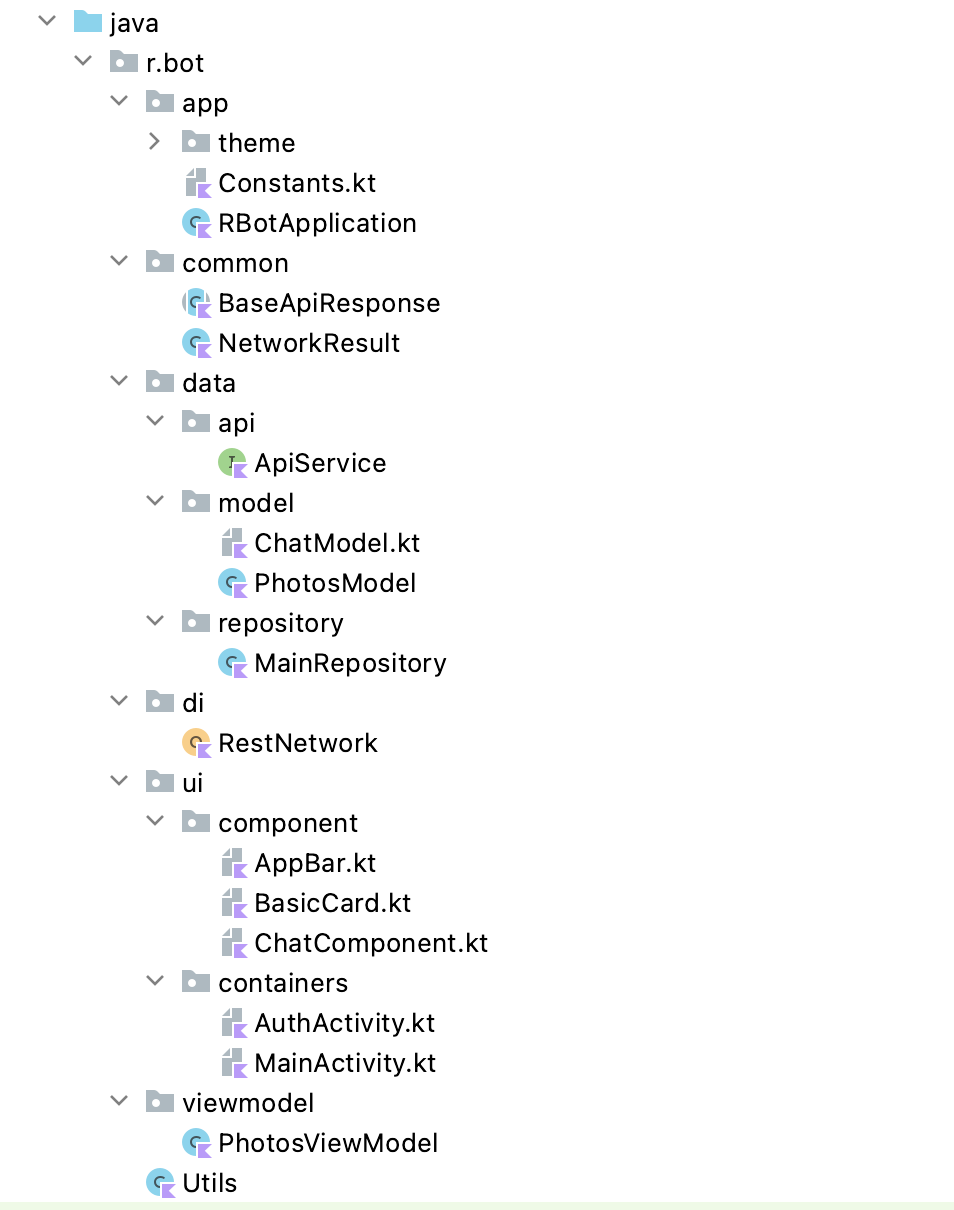 java
r.bot
app
theme
Constants.kt
RBotApplication
common
BaseApiResponse
NetworkResult
data
api
ApiService
model
ChatModel.kt
PhotosModel
repository
MainRepository
di
RestNetwork
ui
component
AppBar.kt
BasicCard.kt
ChatComponent.kt
containers
AuthActivity.kt
MainActivity.kt
viewmodel
PhotosViewModel
Utils